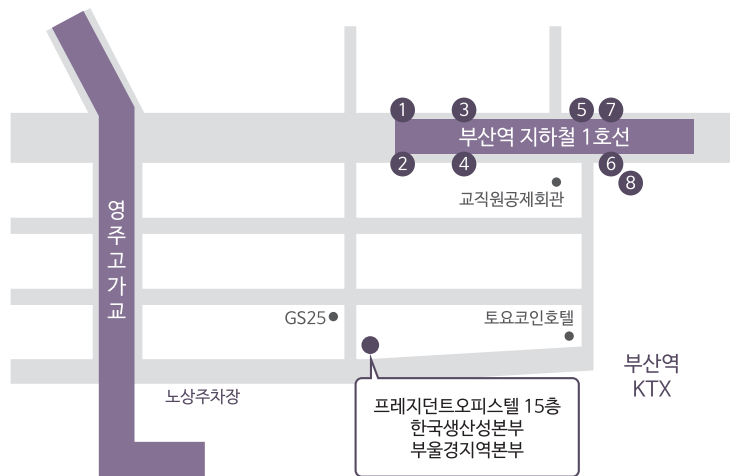 1
3
5
7
부산역 지하철 1호선
2
4
6
8
교직원공제회관
영주고가교
GS25
토요코인호텔
부산역
KTX
노상주차장
프레지던트오피스텔 15층
한국생산성본부
부울경지역본부